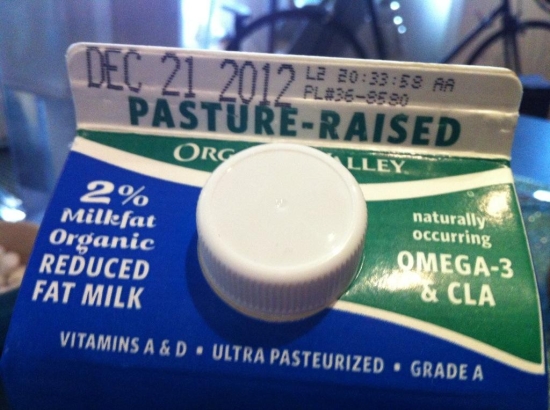 DEC 21 2012 L2 20:33:58 AA
PL#36-8580
PASTURE-RAISED
2%
Milkfat
Organic
REDUCED
FAT MILK
naturally
occurring
OMEGA-3
& CLA
VITAMINS A & D • ULTRA PASTEURIZED • GRADE A